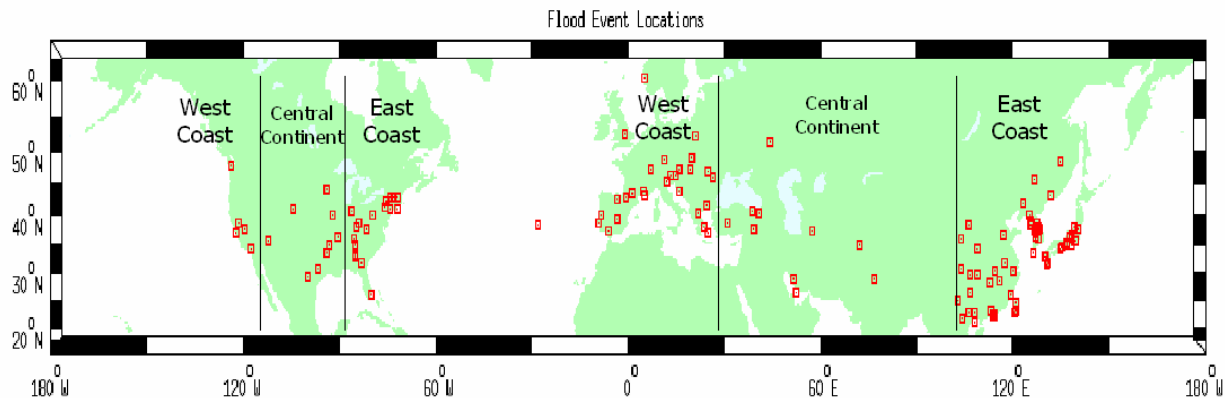 Flood Event Locations
60°N
50°N
40°N
30°N
20°N
West
Coast
Central
Continent
East
Coast
West
Coast
Central
Continent
East
Coast
180°W
120°W
60°W
0°
60°E
120°E
180°W